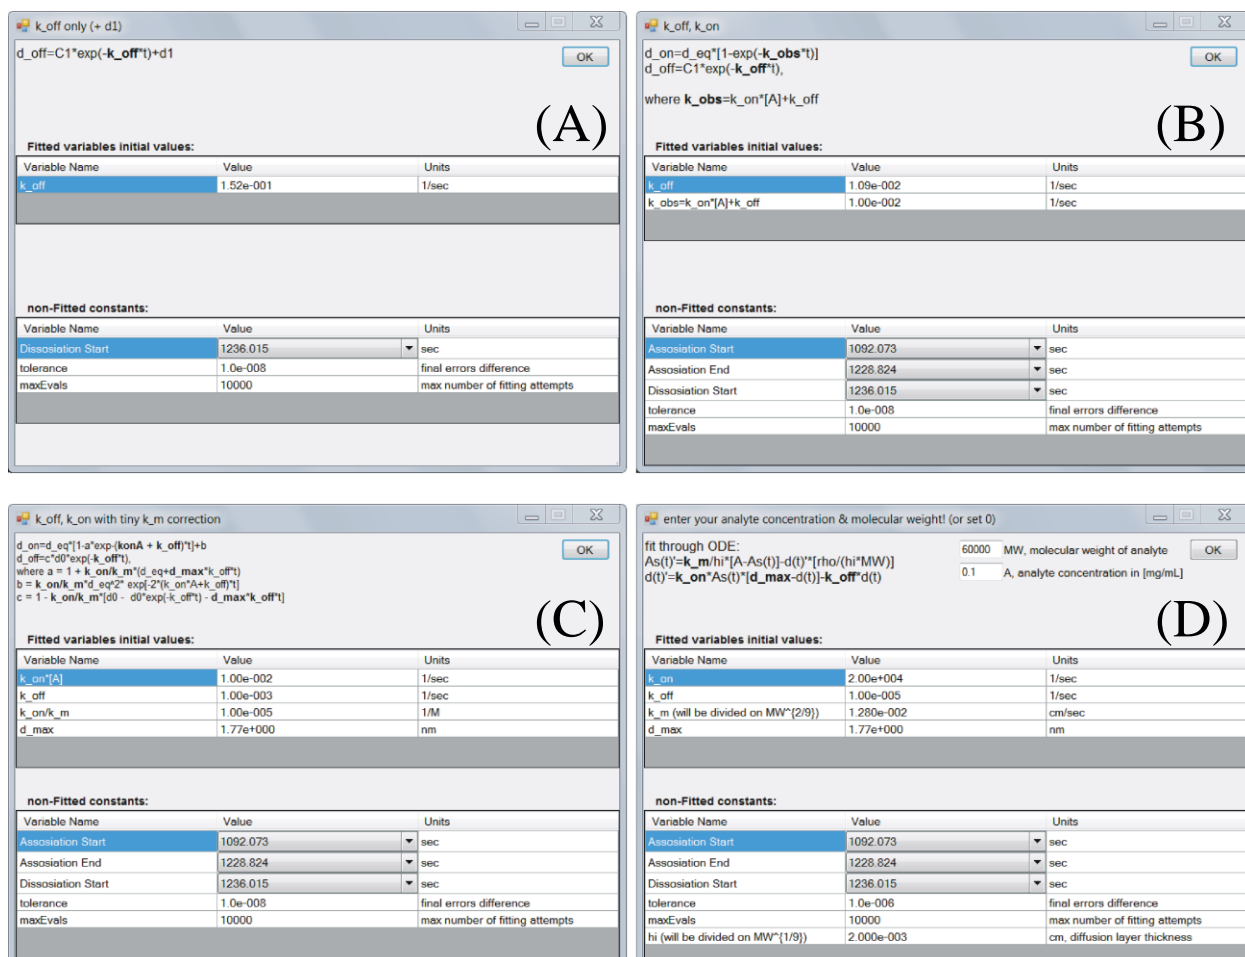 k_off only (+ d1)
d_off=C1*exp(-k_off*t)+d1
OK
(A)
Fitted variables initial values:
Variable Name Value Units
k_off 1.52e-001 1/sec
non-Fitted constants:
Variable Name Value Units
Dissosiation Start 1236.015 sec
tolerance 1.0e-008 final errors difference
maxEvals 10000 max number of fitting attempts
k_off, k_on
d_on=d_eq*[1-exp(-k_obs*t)]
d_off=C1*exp(-k_off*t),
where k_obs=k_on*[A]+k_off
OK
(B)
Fitted variables initial values:
Variable Name Value Units
k_off 1.09e-002 1/sec
k_obs=k_on*[A]+k_off 1.00e-002 1/sec
non-Fitted constants:
Variable Name Value Units
Assosiation Start 1092.073 sec
Assosiation End 1228.824 sec
Dissosiation Start 1236.015 sec
tolerance 1.0e-008 final errors difference
maxEvals 10000 max number of fitting attempts
k_off, k_on with tiny k_m correction
d_on=d_eq*[1-a*exp-(konA + k_off)*t]+b
d_off=c*d0*exp(-k_off*t),
where a = 1 + k_on/k_m*(d_eq+d_max*k_off*t)
b = k_on/k_m*d_eq^2* exp[-2*(k_on*A+k_off)*t]
c = 1 - k_on/k_m*[d0 - d0*exp(-k_off*t) - d_max*k_off*t]
OK
(C)
Fitted variables initial values:
Variable Name Value Units
k_on*[A] 1.00e-002 1/sec
k_off 1.00e-003 1/sec
k_on/k_m 1.00e-005 1/M
d_max 1.77e+000 nm
non-Fitted constants:
Variable Name Value Units
Assosiation Start 1092.073 sec
Assosiation End 1228.824 sec
Dissosiation Start 1236.015 sec
tolerance 1.0e-008 final errors difference
maxEvals 10000 max number of fitting attempts
enter your analyte concentration & molecular weight! (or set 0)
fit through ODE:
As(t)'=k_m/hi*[A-As(t)]-d(t)'*[rho/(hi*MW)]
d(t)'=k_on*As(t)*[d_max-d(t)]-k_off*d(t)
60000 MW, molecular weight of analyte
0.1 A, analyte concentration in [mg/mL]
OK
(D)
Fitted variables initial values:
Variable Name Value Units
k_on 2.00e+004 1/sec
k_off 1.00e-005 1/sec
k_m (will be divided on MW^{2/9}) 1.280e-002 cm/sec
d_max 1.77e+000 nm
non-Fitted constants:
Variable Name Value Units
Assosiation Start 1092.073 sec
Assosiation End 1228.824 sec
Dissosiation Start 1236.015 sec
tolerance 1.0e-006 final errors difference
maxEvals 10000 max number of fitting attempts
hi (will be divided on MW^{1/9}) 2.000e-003 cm, diffusion layer thickness